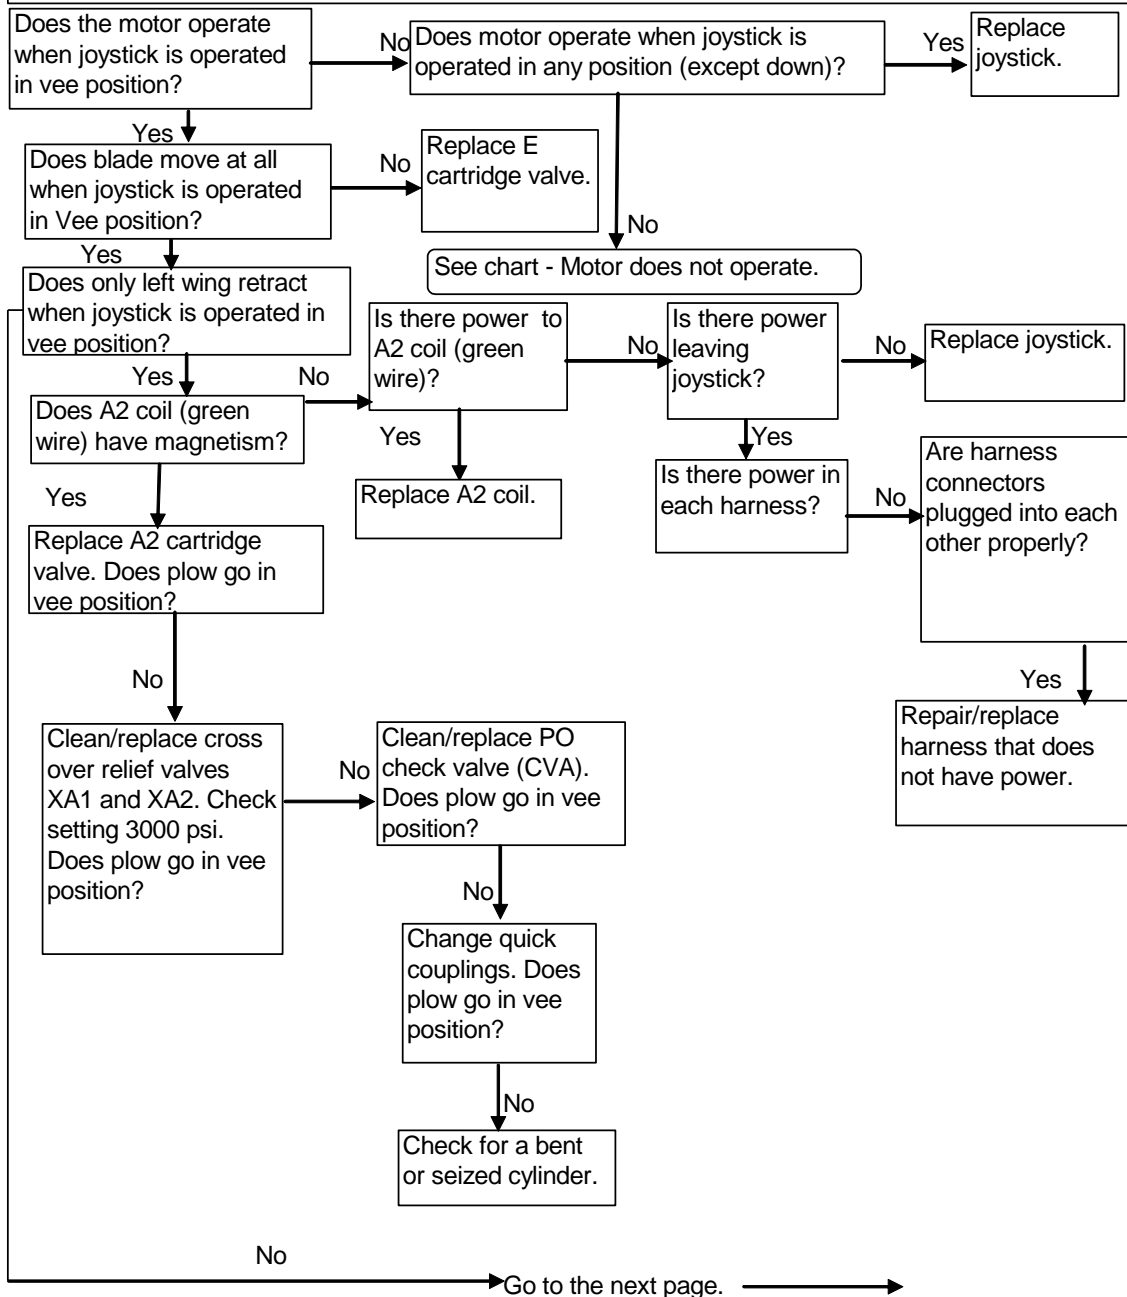 Does the motor operate
when joystick is operated
in vee position?
No
Does motor operate when joystick is
operated in any position (except down)?
Yes
Replace
joystick.
Yes
Does blade move at all
when joystick is operated
in Vee position?
No
Replace E
cartridge valve.
No
See chart - Motor does not operate.
Yes
Does only left wing retract
when joystick is operated in
vee position?
Yes
No
Does A2 coil (green
wire) have magnetism?
Is there power to
A2 coil (green
wire)?
No
Is there power
leaving
joystick?
No
Replace joystick.
Yes
Replace A2 coil.
Yes
Is there power in
each harness?
No
Are harness
connectors
plugged into each
other properly?
Yes
Repair/replace
harness that does
not have power.
Yes
Replace A2 cartridge
valve. Does plow go in
vee position?
No
Clean/replace cross
over relief valves
XA1 and XA2. Check
setting 3000 psi.
Does plow go in vee
position?
No
Clean/replace PO
check valve (CVA).
Does plow go in vee
position?
No
Change quick
couplings. Does
plow go in vee
position?
No
Check for a bent
or seized cylinder.
No
Go to the next page.